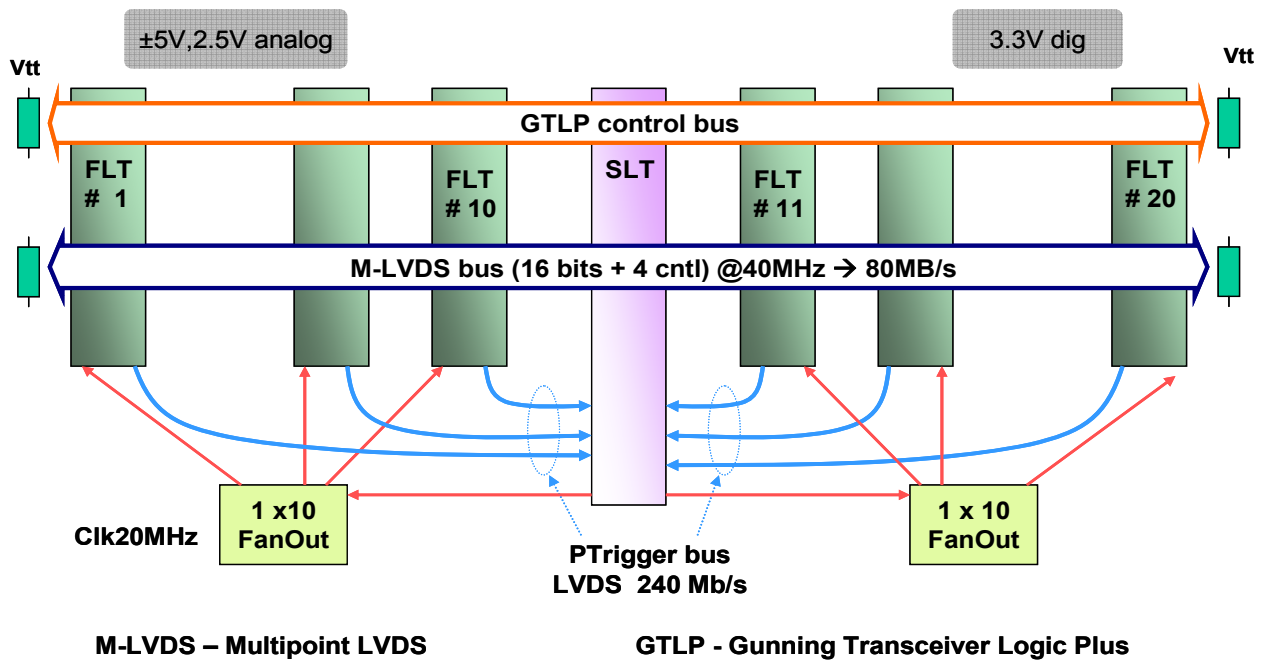 ±5V,2.5V analog
3.3V dig
Vtt
Vtt
GTLP control bus
FLT
# 1
FLT
# 10
SLT
FLT
# 11
FLT
# 20
M-LVDS bus (16 bits + 4 cntl) @40MHz → 80MB/s
1 x10
FanOut
Clk20MHz
1 x 10
FanOut
PTrigger bus
LVDS 240 Mb/s
M-LVDS – Multipoint LVDS
GTLP - Gunning Transceiver Logic Plus